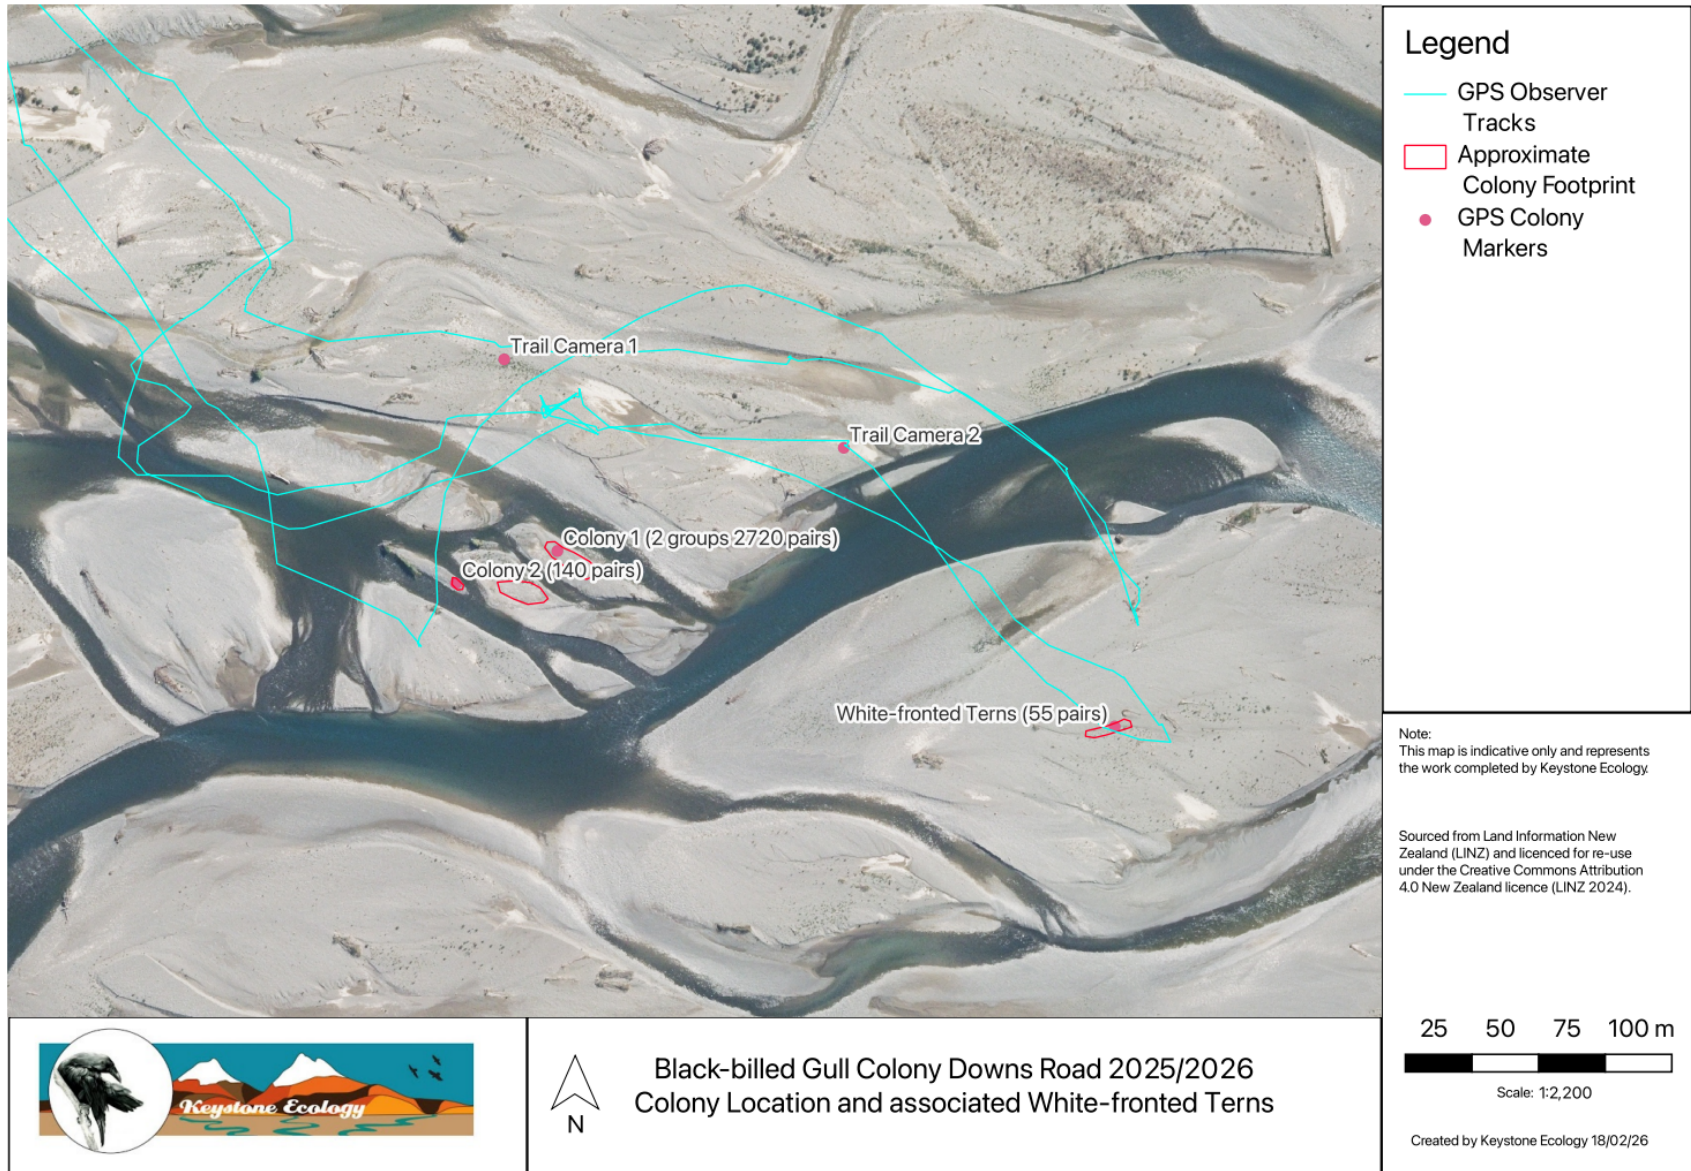 Legend
GPS Observer
Tracks
Approximate
Colony Footprint
GPS Colony
Markers
Trail Camera 1
Trail Camera 2
Colony 1 (2 groups 2720 pairs)
Colony 2 (140 pairs)
White-fronted Terns (55 pairs)
Note:
This map is indicative only and represents
the work completed by Keystone Ecology.
Sourced from Land Information New
Zealand (LINZ) and licenced for re-use
under the Creative Commons Attribution
4.0 New Zealand licence (LINZ 2024).
25 50 75 100 m
Scale: 1:2,200
Created by Keystone Ecology 18/02/26
Keystone Ecology
N
Black-billed Gull Colony Downs Road 2025/2026
Colony Location and associated White-fronted Terns